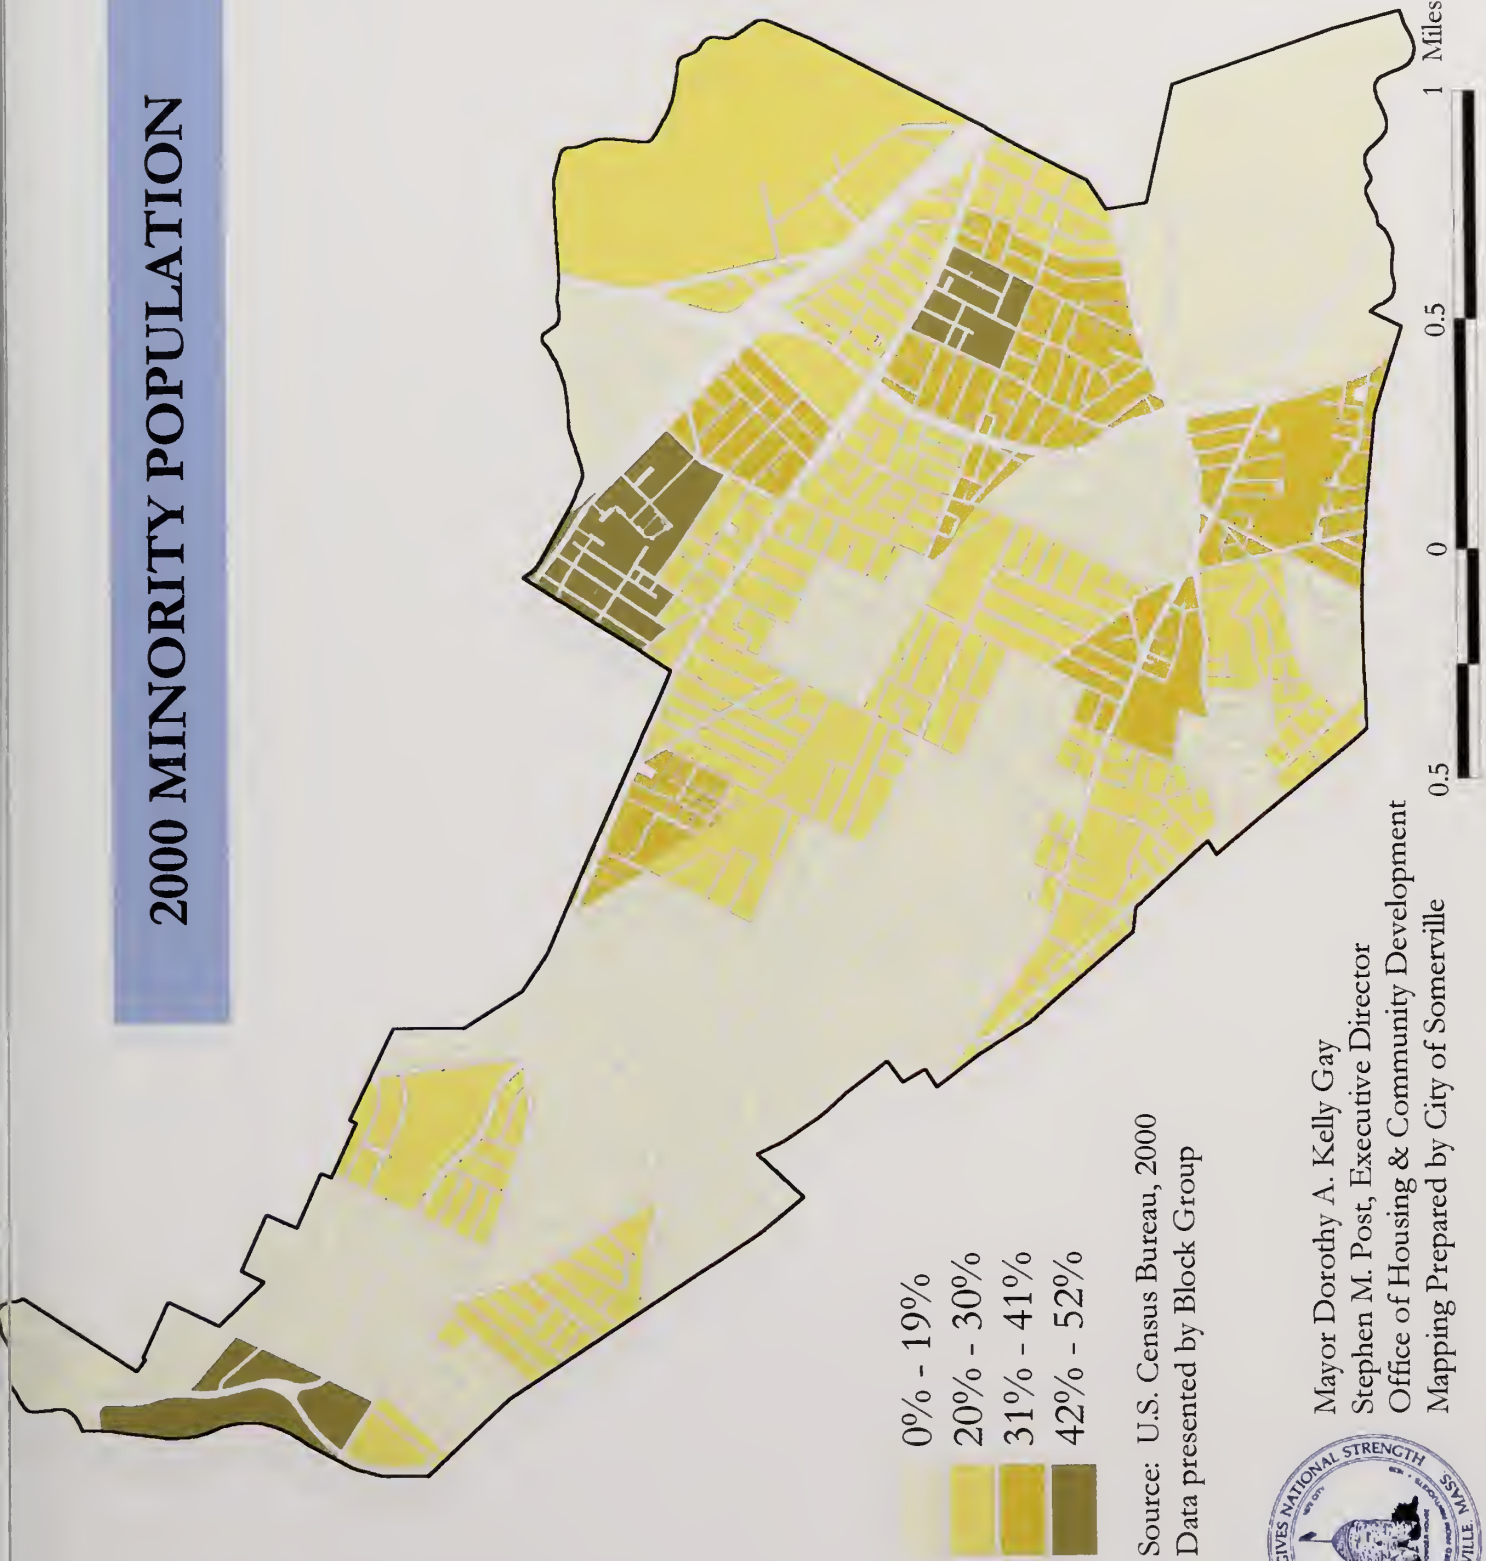 2000 MINORITY POPULATION
0% - 19%
20% - 30%
31% - 41%
42% - 52%
Source: U.S. Census Bureau, 2000
Data presented by Block Group
Mayor Dorothy A. Kelly Gay
Stephen M. Post, Executive Director
Office of Housing & Community Development
Mapping Prepared by City of Somerville
0.5 0 0.5 1 Miles
GIVES NATIONAL STRENGTH
MASS